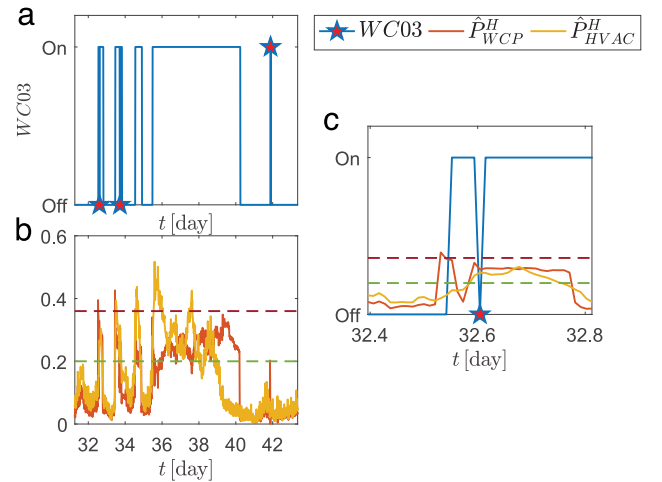 a
WC03 P̂^H_WCP P̂^H_HVAC
On
WC03
Off
t [day]
b
0.6
0.4
0.2
0
32 34 36 38 40 42
t [day]
c
On
Off
32.4 32.6 32.8
t [day]